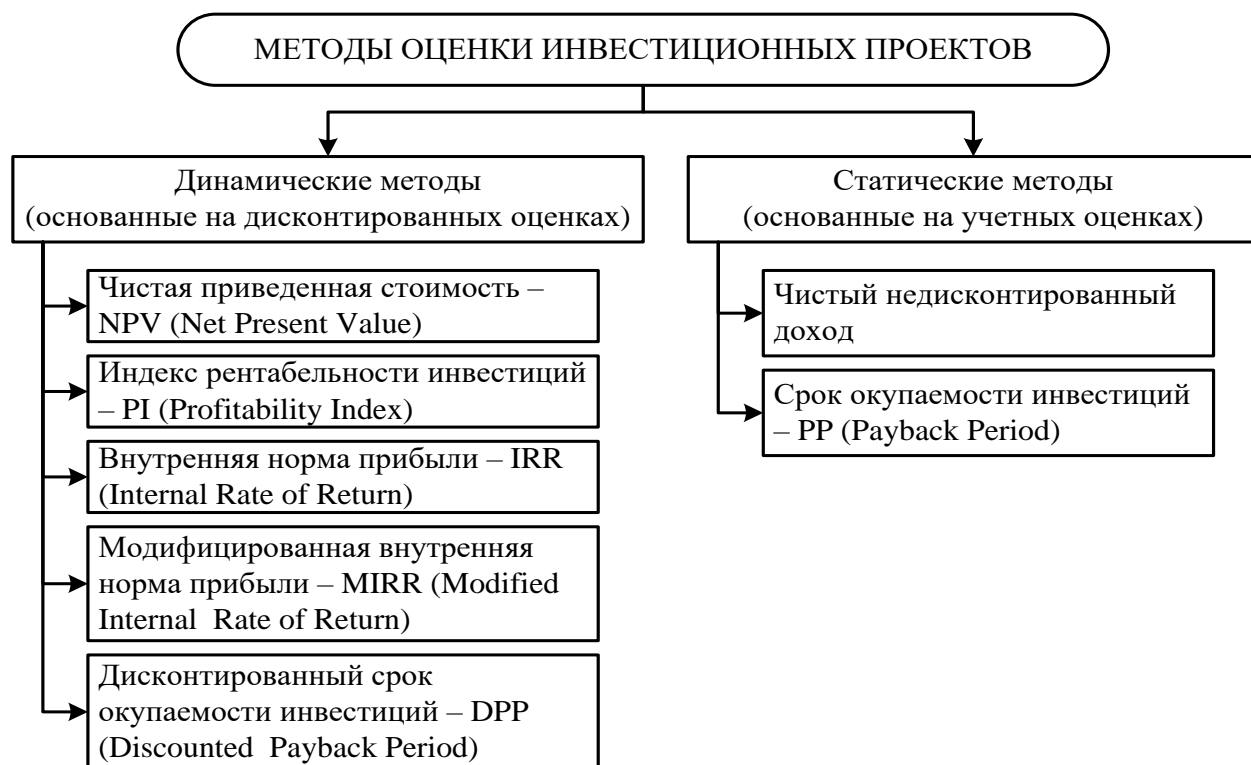 МЕТОДЫ ОЦЕНКИ ИНВЕСТИЦИОННЫХ ПРОЕКТОВ
Динамические методы
(основанные на дисконтированных оценках)
Чистая приведенная стоимость –
NPV (Net Present Value)
Индекс рентабельности инвестиций
– PI (Profitability Index)
Внутренняя норма прибыли – IRR
(Internal Rate of Return)
Модифицированная внутренняя
норма прибыли – MIRR (Modified
Internal Rate of Return)
Дисконтированный срок
окупаемости инвестиций – DPP
(Discounted Payback Period)
Статические методы
(основанные на учетных оценках)
Чистый недисконтированный
доход
Срок окупаемости инвестиций
– PP (Payback Period)